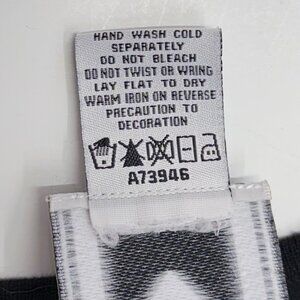 HAND WASH COLD
SEPARATELY
DO NOT BLEACH
DO NOT TWIST OR WRING
LAY FLAT TO DRY
WARM IRON ON REVERSE
PRECAUTION TO
DECORATION
A73946